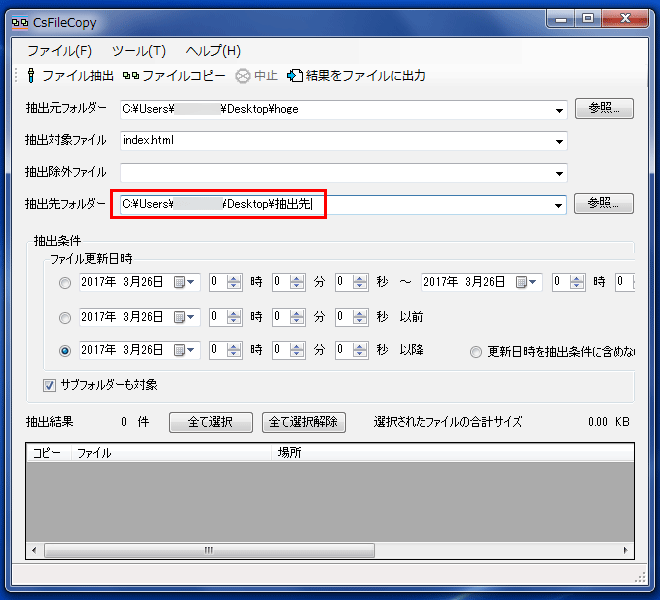 CsFileCopy
ファイル(F) ツール(T) ヘルプ(H)
ファイル抽出 ファイルコピー 中止 結果をファイルに出力
抽出元フォルダー C:¥Users¥ ¥Desktop¥hoge 参照...
抽出対象ファイル index.html
抽出除外ファイル
抽出先フォルダー C:¥Users¥ ¥Desktop¥抽出先 参照...
抽出条件
ファイル更新日時
2017年 3月26日 0 時 0 分 0 秒 ～ 2017年 3月26日 0 時 0
2017年 3月26日 0 時 0 分 0 秒 以前
2017年 3月26日 0 時 0 分 0 秒 以降 更新日時を抽出条件に含めな
サブフォルダーも対象
抽出結果 0 件 全て選択 全て選択解除 選択されたファイルの合計サイズ 0.00 KB
コピー ファイル 場所